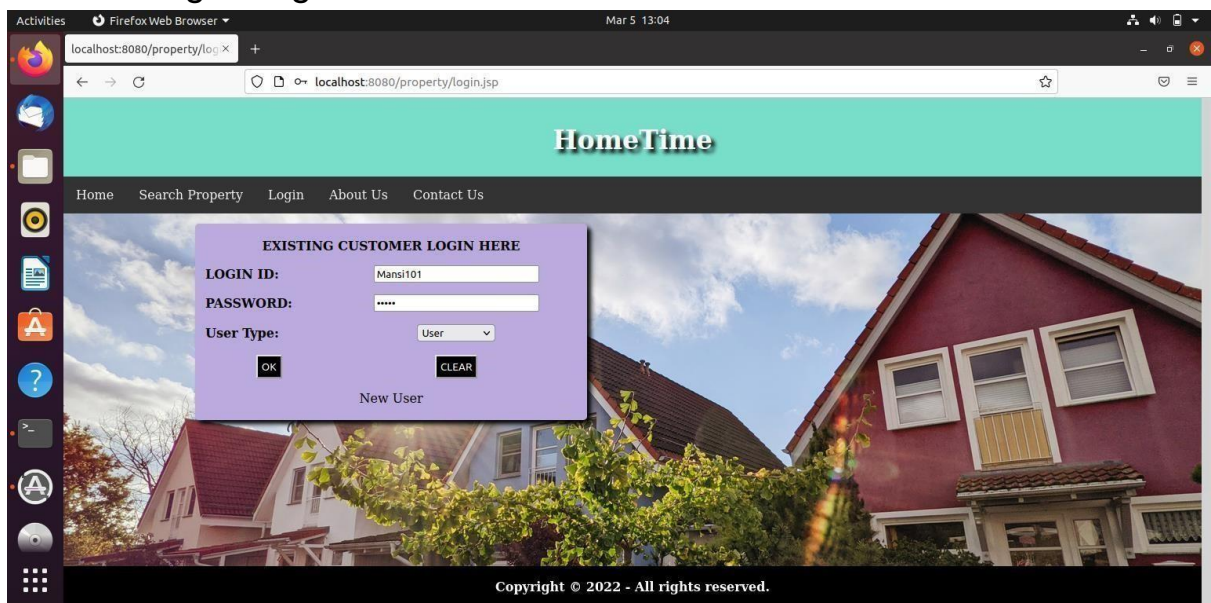 Activities Firefox Web Browser Mar 5 13:04
localhost:8080/property/log
localhost:8080/property/login.jsp
HomeTime
Home Search Property Login About Us Contact Us
EXISTING CUSTOMER LOGIN HERE
LOGIN ID: Mansi101
PASSWORD: •••••
User Type: User
OK CLEAR
New User
Copyright © 2022 - All rights reserved.